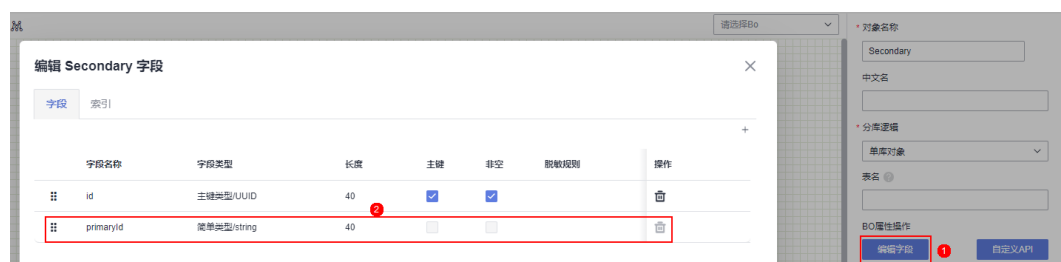 请选择Bo
编辑 Secondary 字段
字段 索引
字段名称 字段类型 长度 主键 非空 脱敏规则 操作
id 主键类型/UUID 40
2
primaryId 简单类型/string 40
* 对象名称
Secondary
中文名
* 分库逻辑
单库对象
表名
BO属性操作
编辑字段 1 自定义API